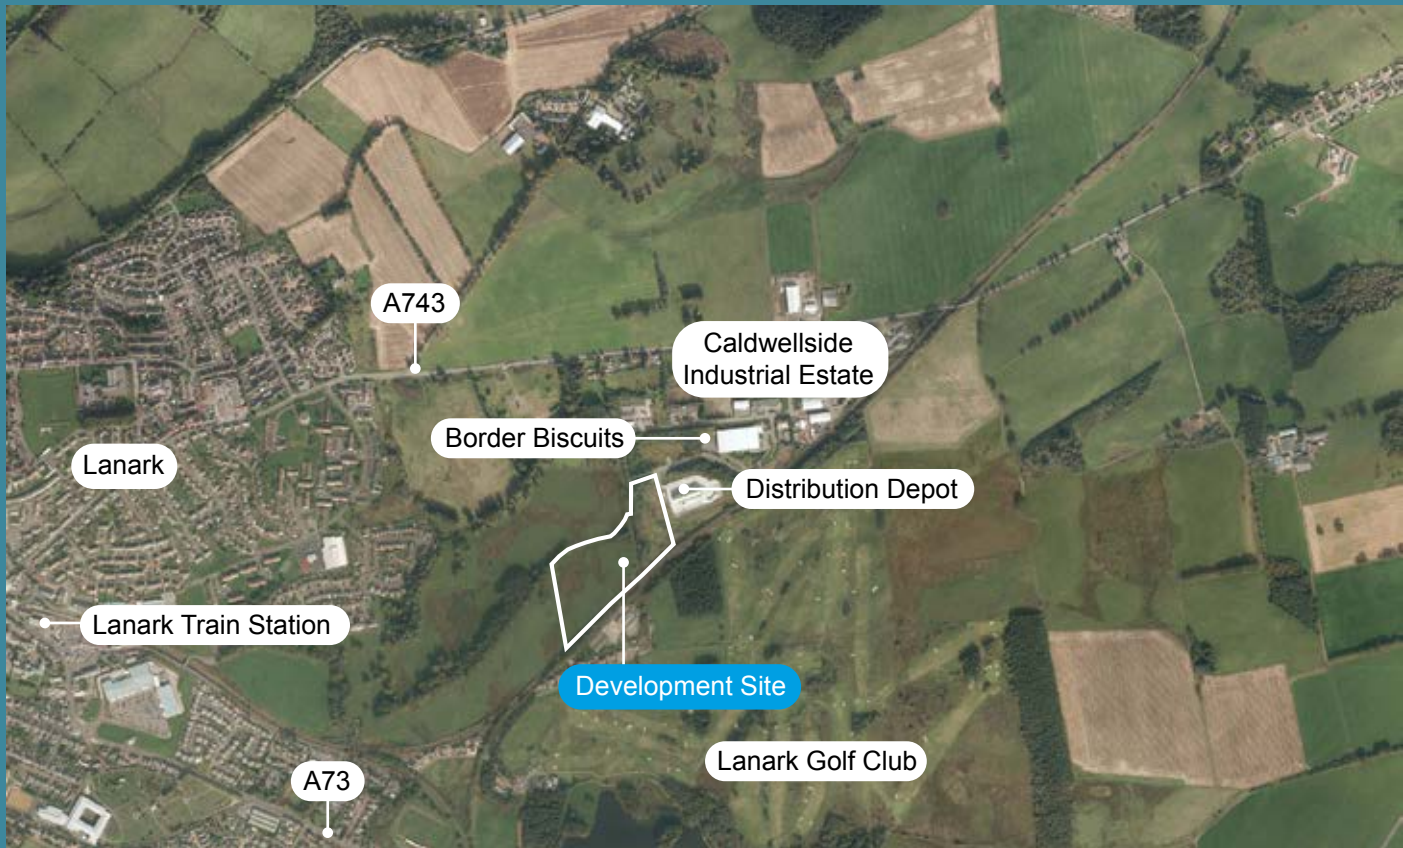 A743
Caldwellside
Industrial Estate
Border Biscuits
Lanark
Distribution Depot
Lanark Train Station
Development Site
Lanark Golf Club
A73